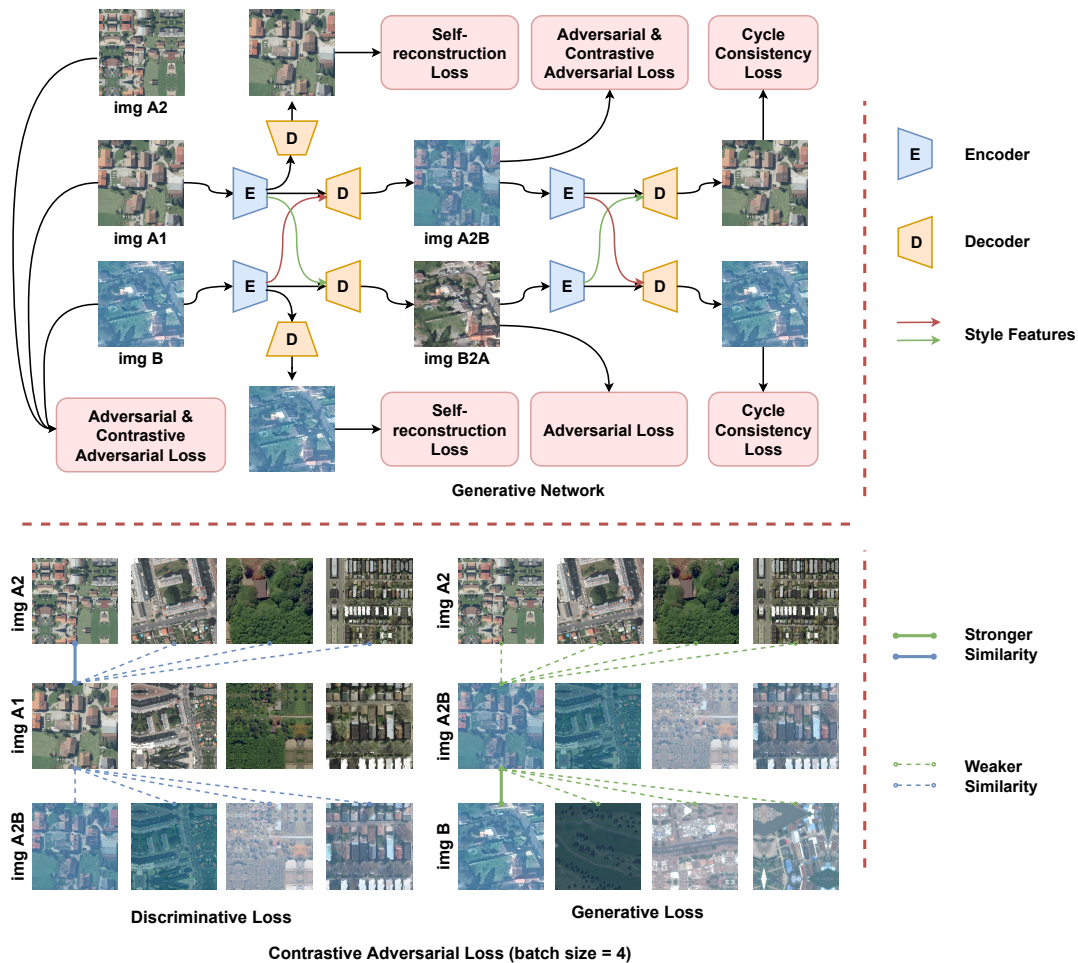 Self-
reconstruction
Loss
Adversarial &
Contrastive
Adversarial Loss
Cycle
Consistency
Loss
img A2
D
E
D
E
D
img A1
img A2B
E
D
E
D
img B
D
img B2A
Adversarial &
Contrastive
Adversarial Loss
Self-
reconstruction
Loss
Adversarial Loss
Cycle
Consistency
Loss
Generative Network
E
Encoder
D
Decoder
Style Features
img A2
img A1
img A2B
Discriminative Loss
img A2
img A2B
img B
Generative Loss
Contrastive Adversarial Loss (batch size = 4)
Stronger
Similarity
Weaker
Similarity